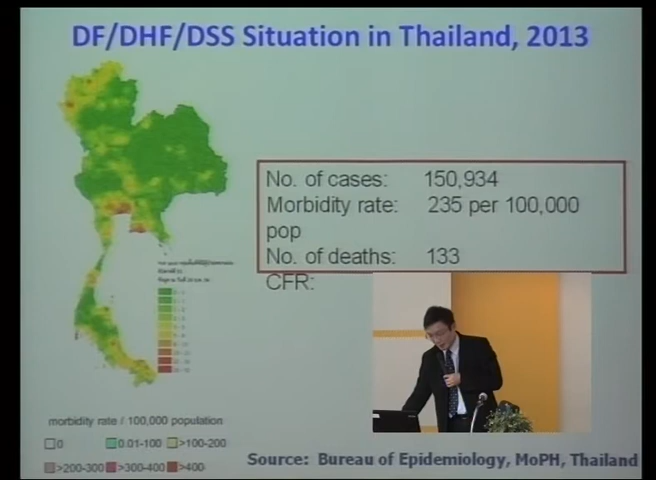 DF/DHF/DSS Situation in Thailand, 2013
No. of cases: 150,934
Morbidity rate: 235 per 100,000
pop
No. of deaths: 133
CFR:
morbidity rate / 100,000 population
0 0.01-100 >100-200
>200-300 >300-400 >400
Source: Bureau of Epidemiology, MoPH, Thailand